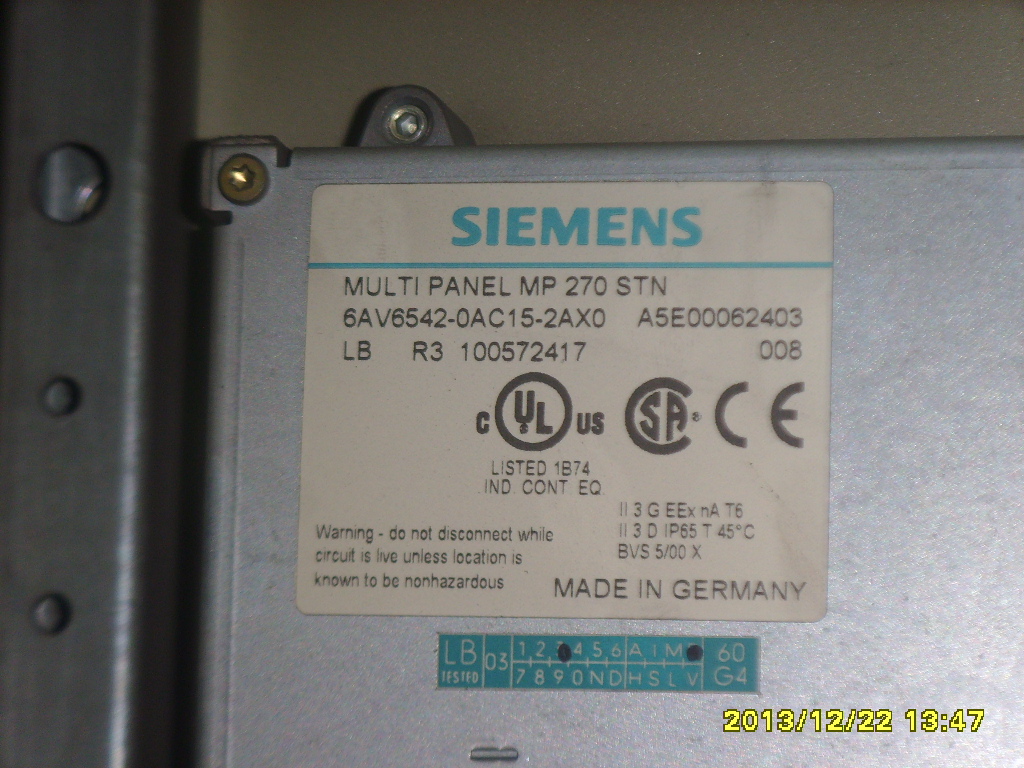 SIEMENS
MULTI PANEL MP 270 STN
6AV6542-0AC15-2AX0 A5E00062403
LB R3 100572417 008
C UL US SA ® CE
LISTED 1B74
IND. CONT. EQ.
II 3 G EEx nA T6
II 3 D IP65 T 45°C
BVS 5/00 X
Warning - do not disconnect while
circuit is live unless location is
known to be nonhazardous
MADE IN GERMANY
LB TESTED 03
1 2 4 5 6 A 1 M 60
7 8 9 0 N D H S L V G4
2013/12/22 13:47